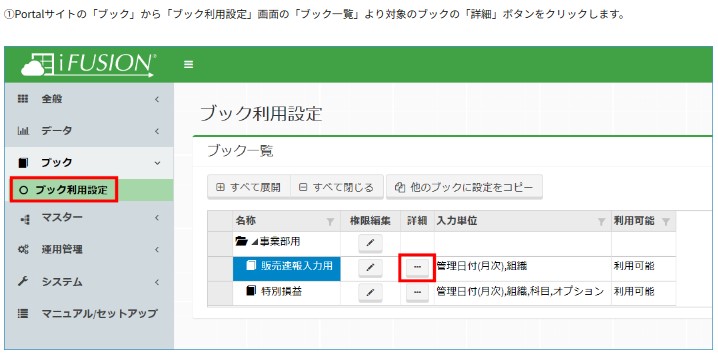 ①Portalサイトの「ブック」から「ブック利用設定」画面の「ブック一覧」より対象のブックの「詳細」ボタンをクリックします。
iFUSION®
全般
データ
ブック
ブック利用設定
マスター
運用管理
システム
マニュアル/セットアップ
ブック利用設定
ブック一覧
すべて展開 すべて閉じる 他のブックに設定をコピー
名称 権限編集 詳細 入力単位 利用可能
事業部用
販売速報入力用 管理日付(月次),組織 利用可能
特別損益 管理日付(月次),組織,科目,オプション 利用可能